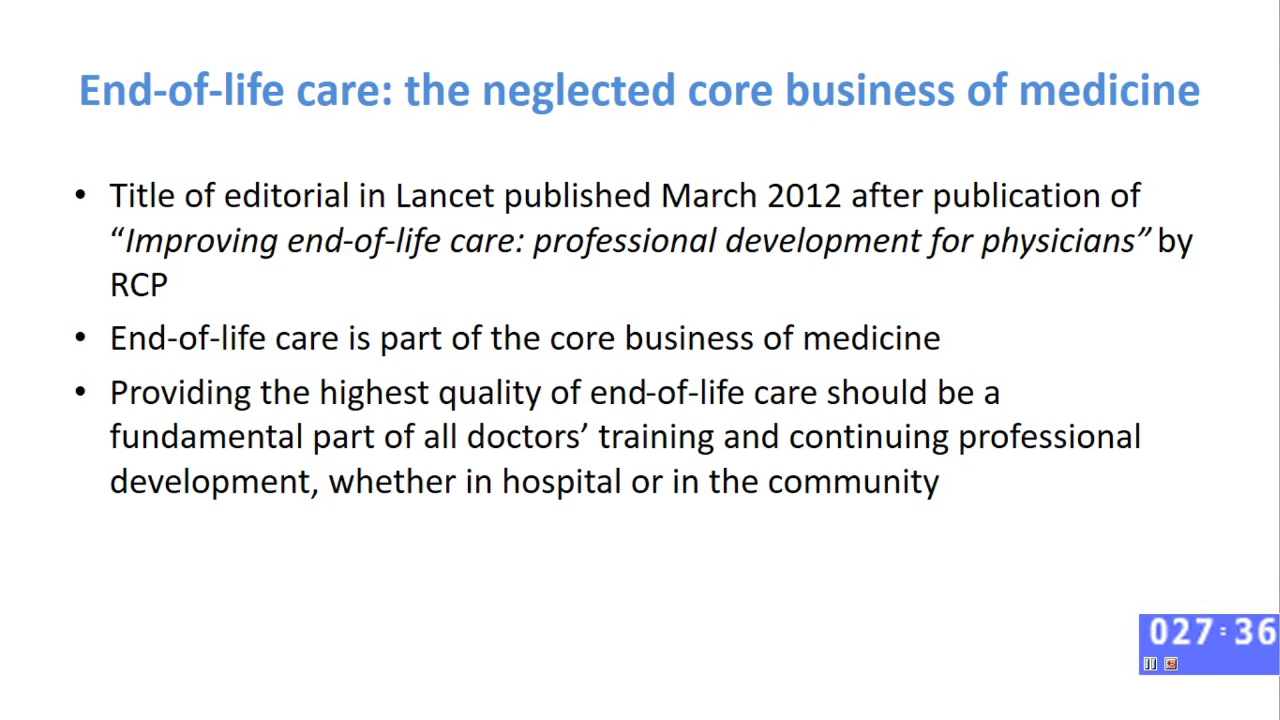 End-of-life care: the neglected core business of medicine
• Title of editorial in Lancet published March 2012 after publication of
“Improving end-of-life care: professional development for physicians” by
RCP
• End-of-life care is part of the core business of medicine
• Providing the highest quality of end-of-life care should be a
fundamental part of all doctors’ training and continuing professional
development, whether in hospital or in the community
027:36